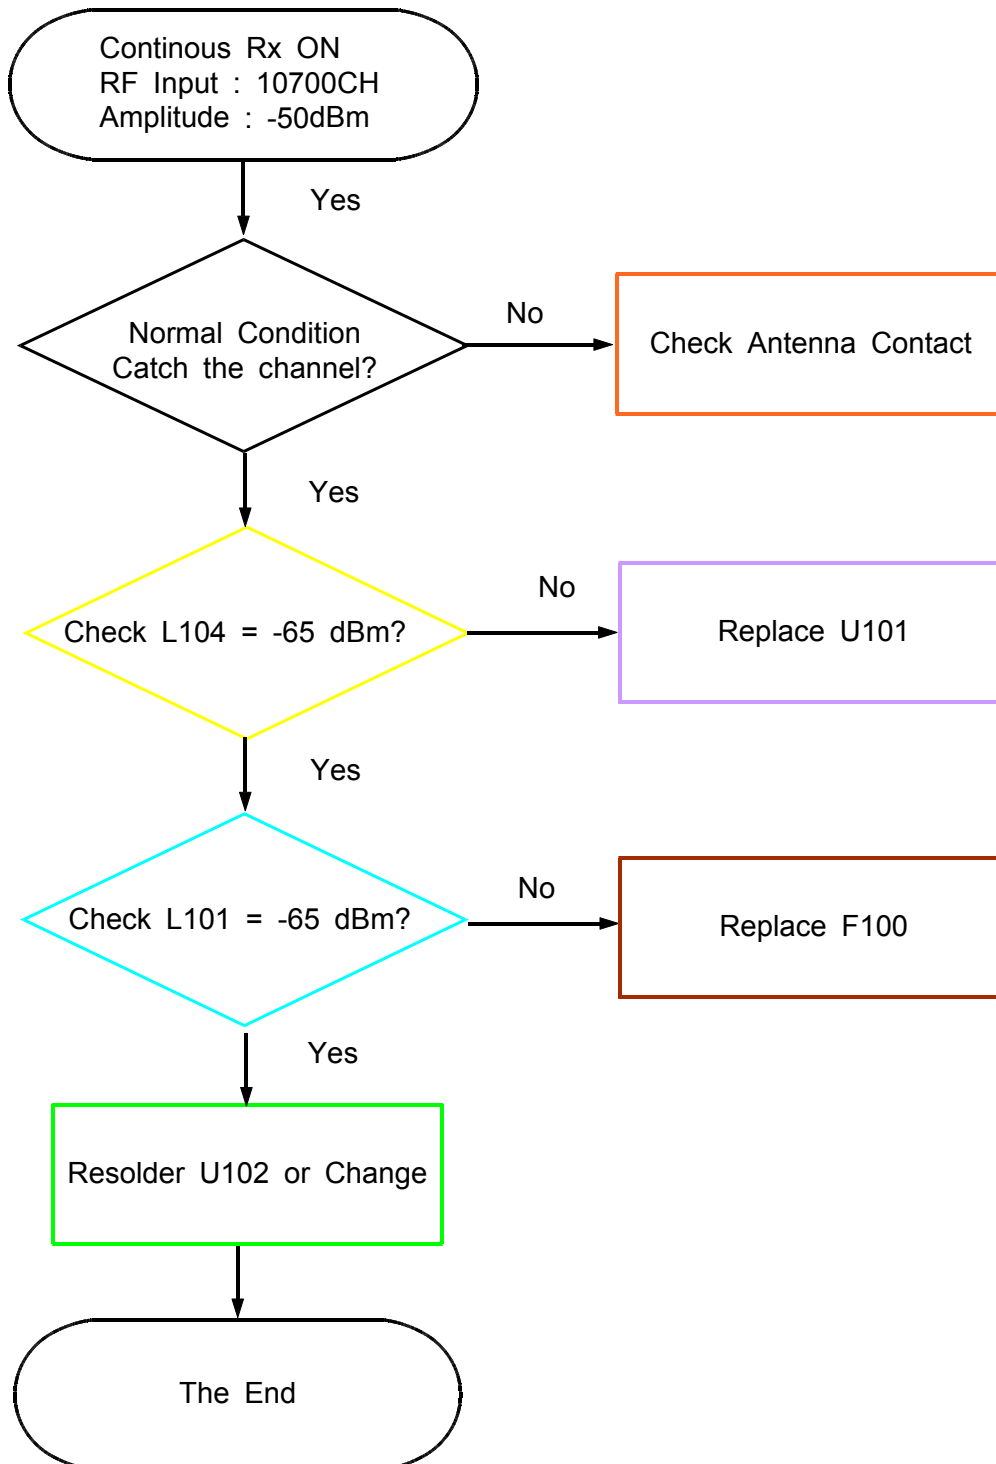 Continous Rx ON
RF Input : 10700CH
Amplitude : -50dBm
Yes
Normal Condition
Catch the channel?
No
Check Antenna Contact
Yes
Check L104 = -65 dBm?
No
Replace U101
Yes
Check L101 = -65 dBm?
No
Replace F100
Yes
Resolder U102 or Change
The End